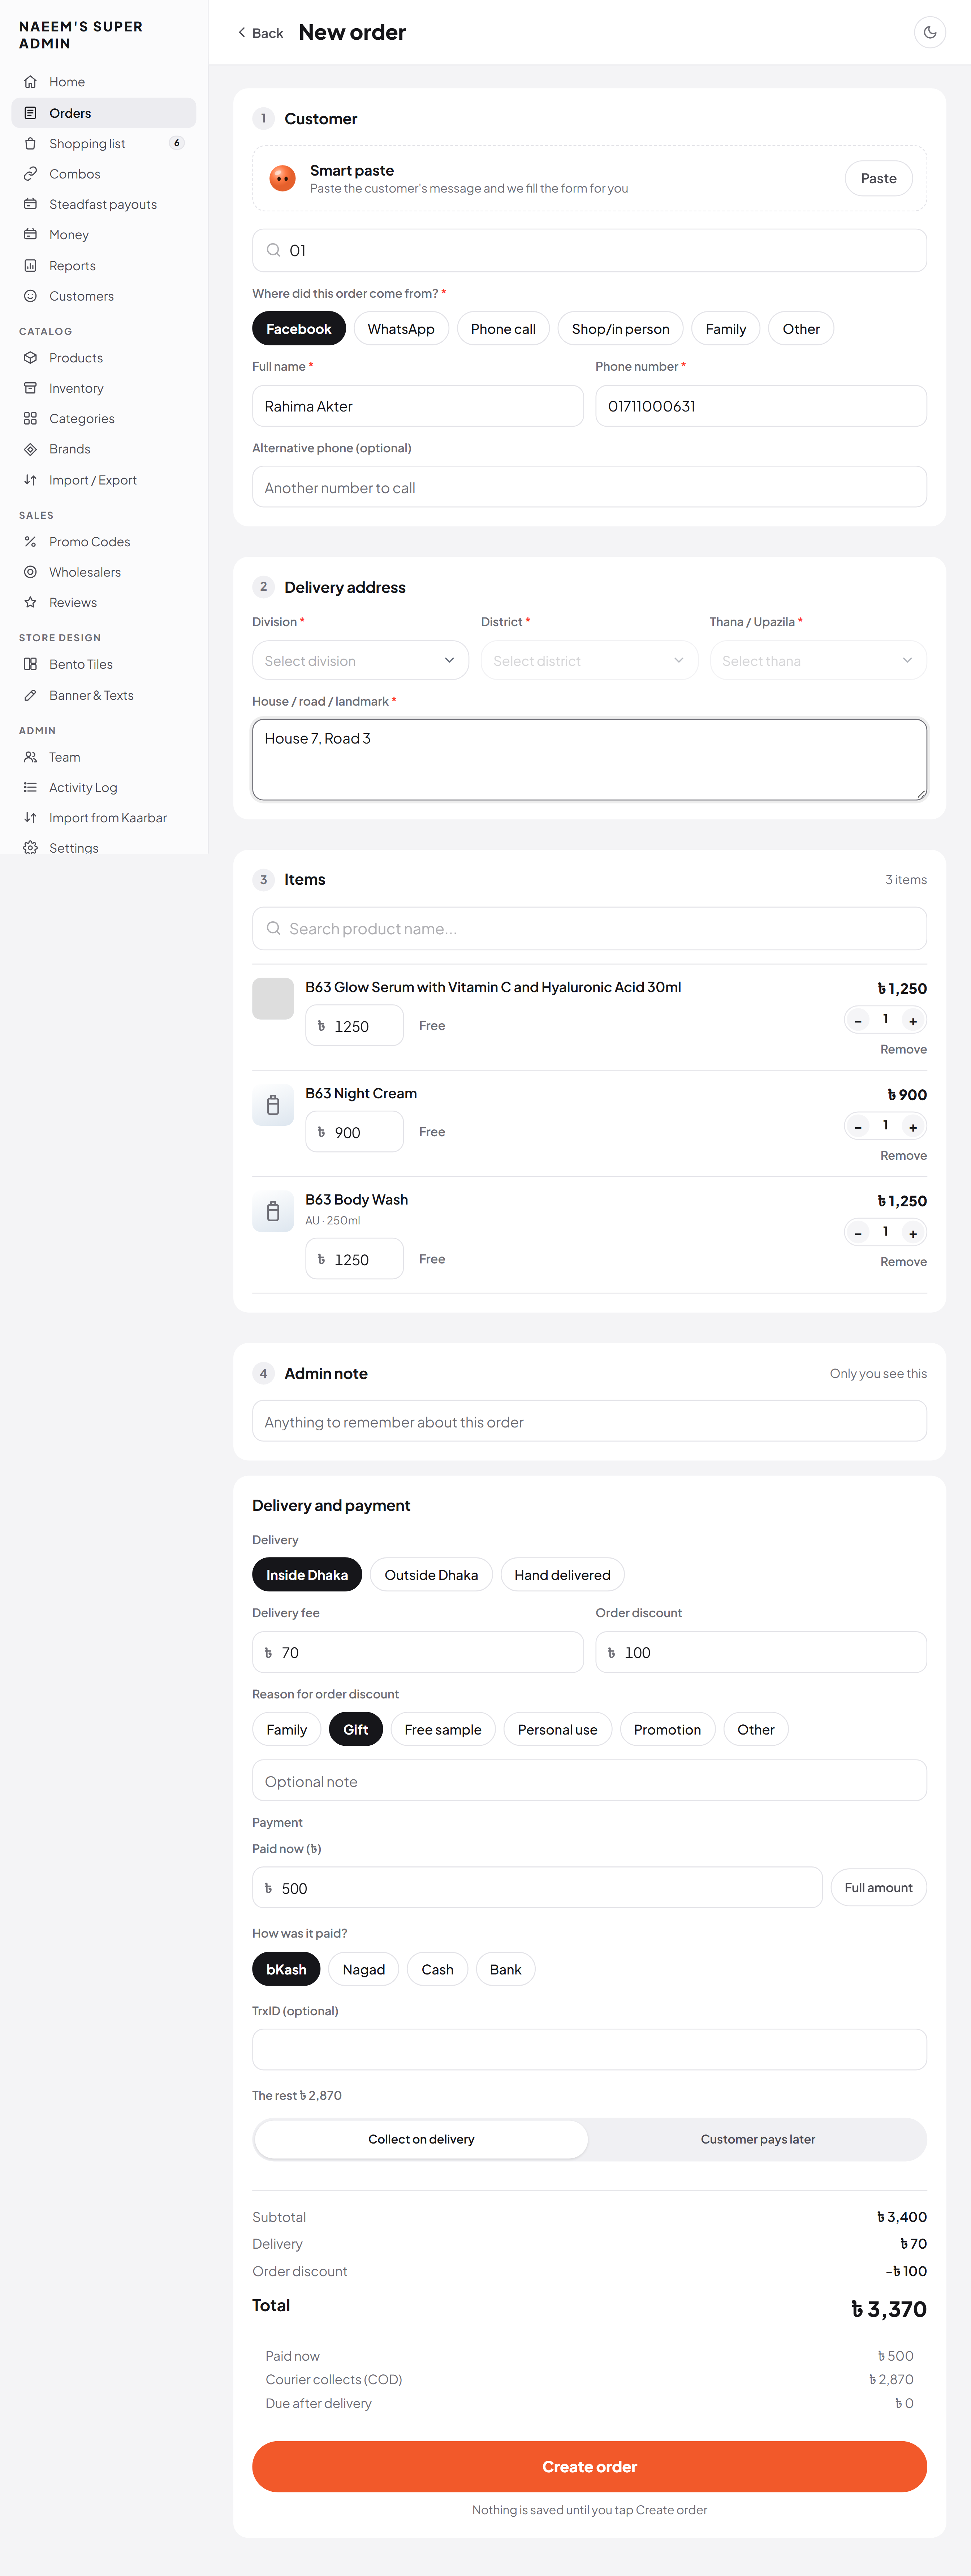 NAEEM'S SUPER
ADMIN
Home
Orders
Shopping list 6
Combos
Steadfast payouts
Money
Reports
Customers
CATALOG
Products
Inventory
Categories
Brands
Import / Export
SALES
Promo Codes
Wholesalers
Reviews
STORE DESIGN
Bento Tiles
Banner & Texts
ADMIN
Team
Activity Log
Import from Kaarbar
Settings
Back New order
1 Customer
Smart paste
Paste the customer's message and we fill the form for you
Paste
01
Where did this order come from? *
Facebook WhatsApp Phone call Shop/in person Family Other
Full name * Phone number *
Rahima Akter 01711000631
Alternative phone (optional)
Another number to call
2 Delivery address
Division * District * Thana / Upazila *
Select division Select district Select thana
House / road / landmark *
House 7, Road 3
3 Items 3 items
Search product name...
B63 Glow Serum with Vitamin C and Hyaluronic Acid 30ml ৳ 1,250
৳ 1250 Free − 1 +
Remove
B63 Night Cream ৳ 900
৳ 900 Free − 1 +
Remove
B63 Body Wash ৳ 1,250
AU · 250ml
৳ 1250 Free − 1 +
Remove
4 Admin note Only you see this
Anything to remember about this order
Delivery and payment
Delivery
Inside Dhaka Outside Dhaka Hand delivered
Delivery fee Order discount
৳ 70 ৳ 100
Reason for order discount
Family Gift Free sample Personal use Promotion Other
Optional note
Payment
Paid now (৳)
৳ 500 Full amount
How was it paid?
bKash Nagad Cash Bank
TrxID (optional)
The rest ৳ 2,870
Collect on delivery Customer pays later
Subtotal ৳ 3,400
Delivery ৳ 70
Order discount -৳ 100
Total ৳ 3,370
Paid now ৳ 500
Courier collects (COD) ৳ 2,870
Due after delivery ৳ 0
Create order
Nothing is saved until you tap Create order